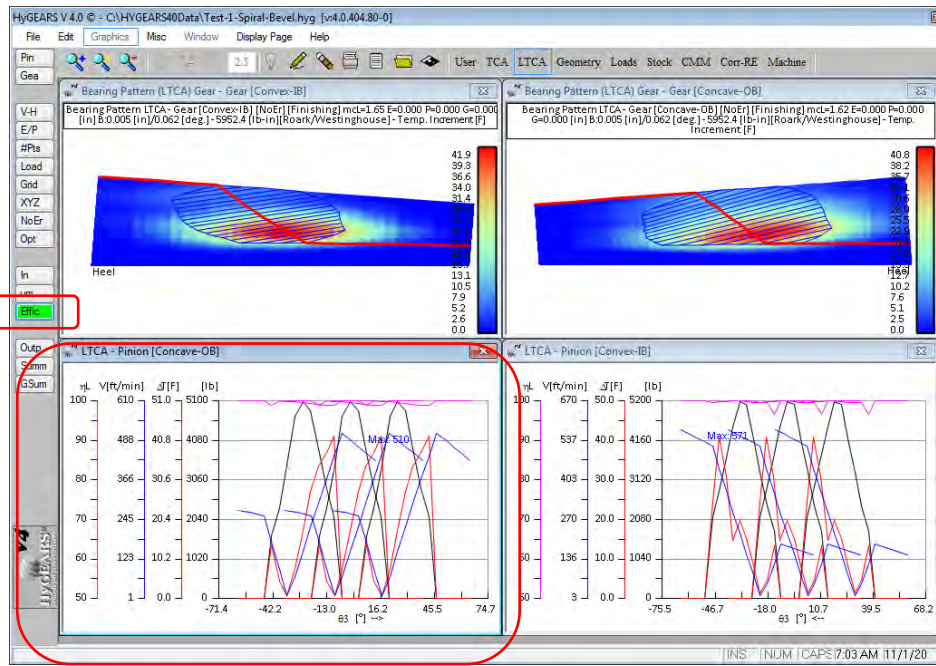 HyGEARS V 4.0 © - C:\HYGEARS40Data\Test-1-Spiral-Bevel.hyg [v:4.0.404.80-0]
File Edit Graphics Misc Window Display Page Help
Pin
Gea
2.5 User TCA LTCA Geometry Loads Stock CMM Corr-RE Machine
V-H
E/P
#Pts
Load
Grid
XYZ
NoEr
Opt
In
um
Effic
Outp
Summ
GSum
V4
HyGEARS
Bearing Pattern (LTCA) Gear - Gear [Convex-IB]
Bearing Pattern LTCA - Gear [Convex-IB] [NoEr] [Finishing] mcL=1.65 E=0.000 P=0.000 G=0.000
[in] B:0.005 [in]/0.062 [deg.] - 5952.4 [lb-in][Roark/Westinghouse] - Temp. Increment [F]
41.9
39.3
36.6
34.0
31.4
13.1
10.5
7.9
5.2
2.6
0.0
Heel
Bearing Pattern (LTCA) Gear - Gear [Concave-OB]
Bearing Pattern LTCA - Gear [Concave-OB] [NoEr] [Finishing] mcL=1.62 E=0.000 P=0.000
G=0.000 [in] B:0.005 [in]/0.062 [deg.] - 5952.4 [lb-in][Roark/Westinghouse] - Temp.
Increment [F]
40.8
38.2
35.7
10.2
7.6
5.1
2.5
0.0
Heel
LTCA - Pinion [Concave-OB]
ηL V[ft/min] ΔT[F] [lb]
100 610 51.0 5100
90 488 40.8 4080
80 366 30.6 3060
70 245 20.4 2040
60 123 10.2 1020
50 1 0.0 0
Max: 510
-71.4 -42.2 -13.0 16.2 45.5 74.7
θ3 [°] -->
LTCA - Pinion [Convex-IB]
ηL V[ft/min] ΔT[F] [lb]
100 670 50.0 5200
90 537 40.0 4160
80 403 30.0 3120
70 270 20.0 2080
60 136 10.0 1040
50 3 0.0 0
Max: 571
-75.5 -46.7 -18.0 10.7 39.5 68.2
θ3 [°] <--
INS NUM CAPS 7:03 AM 11/1/20